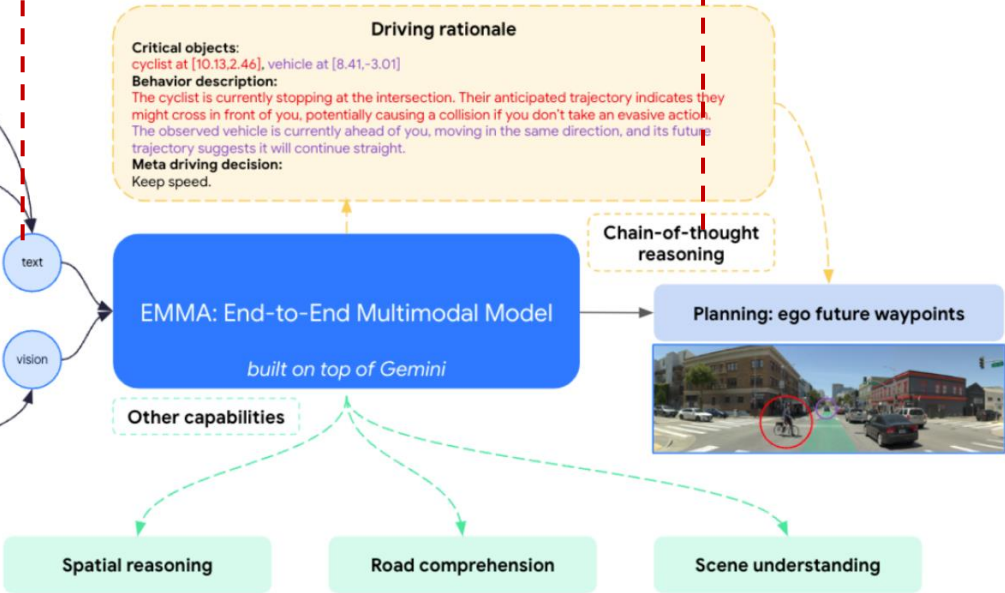 Driving rationale
Critical objects:
cyclist at [10.13,2.46], vehicle at [8.41,-3.01]
Behavior description:
The cyclist is currently stopping at the intersection. Their anticipated trajectory indicates they
might cross in front of you, potentially causing a collision if you don't take an evasive action.
The observed vehicle is currently ahead of you, moving in the same direction, and its future
trajectory suggests it will continue straight.
Meta driving decision:
Keep speed.
Chain-of-thought
reasoning
text
EMMA: End-to-End Multimodal Model
built on top of Gemini
Planning: ego future waypoints
vision
Other capabilities
Spatial reasoning
Road comprehension
Scene understanding